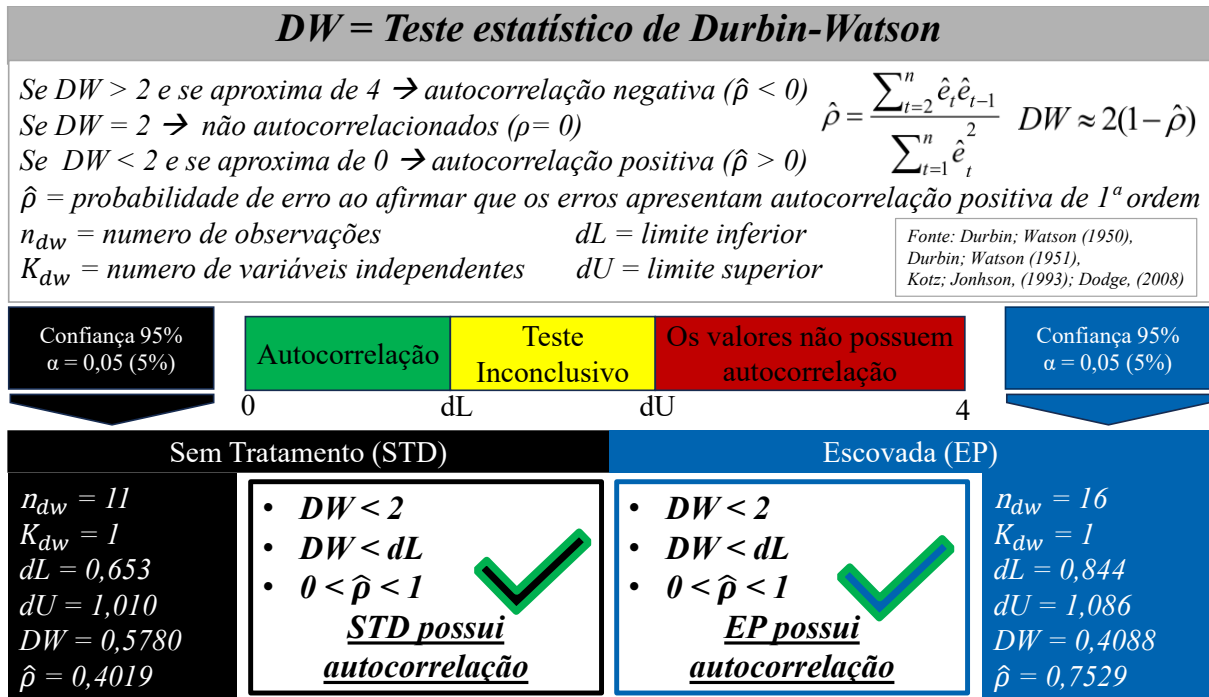 DW = Teste estatístico de Durbin-Watson
Se DW > 2 e se aproxima de 4 → autocorrelação negativa (ρ̂ < 0)
Se DW = 2 → não autocorrelacionados (ρ= 0)
Se DW < 2 e se aproxima de 0 → autocorrelação positiva (ρ̂ > 0)
ρ̂ = ∑ⁿₜ₌₂ êₜêₜ₋₁ / ∑ⁿₜ₌₁ êₜ² DW ≈ 2(1−ρ̂)
ρ̂ = probabilidade de erro ao afirmar que os erros apresentam autocorrelação positiva de 1ª ordem
n_dw = numero de observações
dL = limite inferior
K_dw = numero de variáveis independentes
dU = limite superior
Fonte: Durbin; Watson (1950),
Durbin; Watson (1951),
Kotz; Jonhson, (1993); Dodge, (2008)
Confiança 95%
α = 0,05 (5%)
Autocorrelação
Teste
Inconclusivo
Os valores não possuem
autocorrelação
0 dL dU 4
Confiança 95%
α = 0,05 (5%)
Sem Tratamento (STD)
Escovada (EP)
n_dw = 11
K_dw = 1
dL = 0,653
dU = 1,010
DW = 0,5780
ρ̂ = 0,4019
• DW < 2
• DW < dL
• 0 < ρ̂ < 1
STD possui
autocorrelação
• DW < 2
• DW < dL
• 0 < ρ̂ < 1
EP possui
autocorrelação
n_dw = 16
K_dw = 1
dL = 0,844
dU = 1,086
DW = 0,4088
ρ̂ = 0,7529